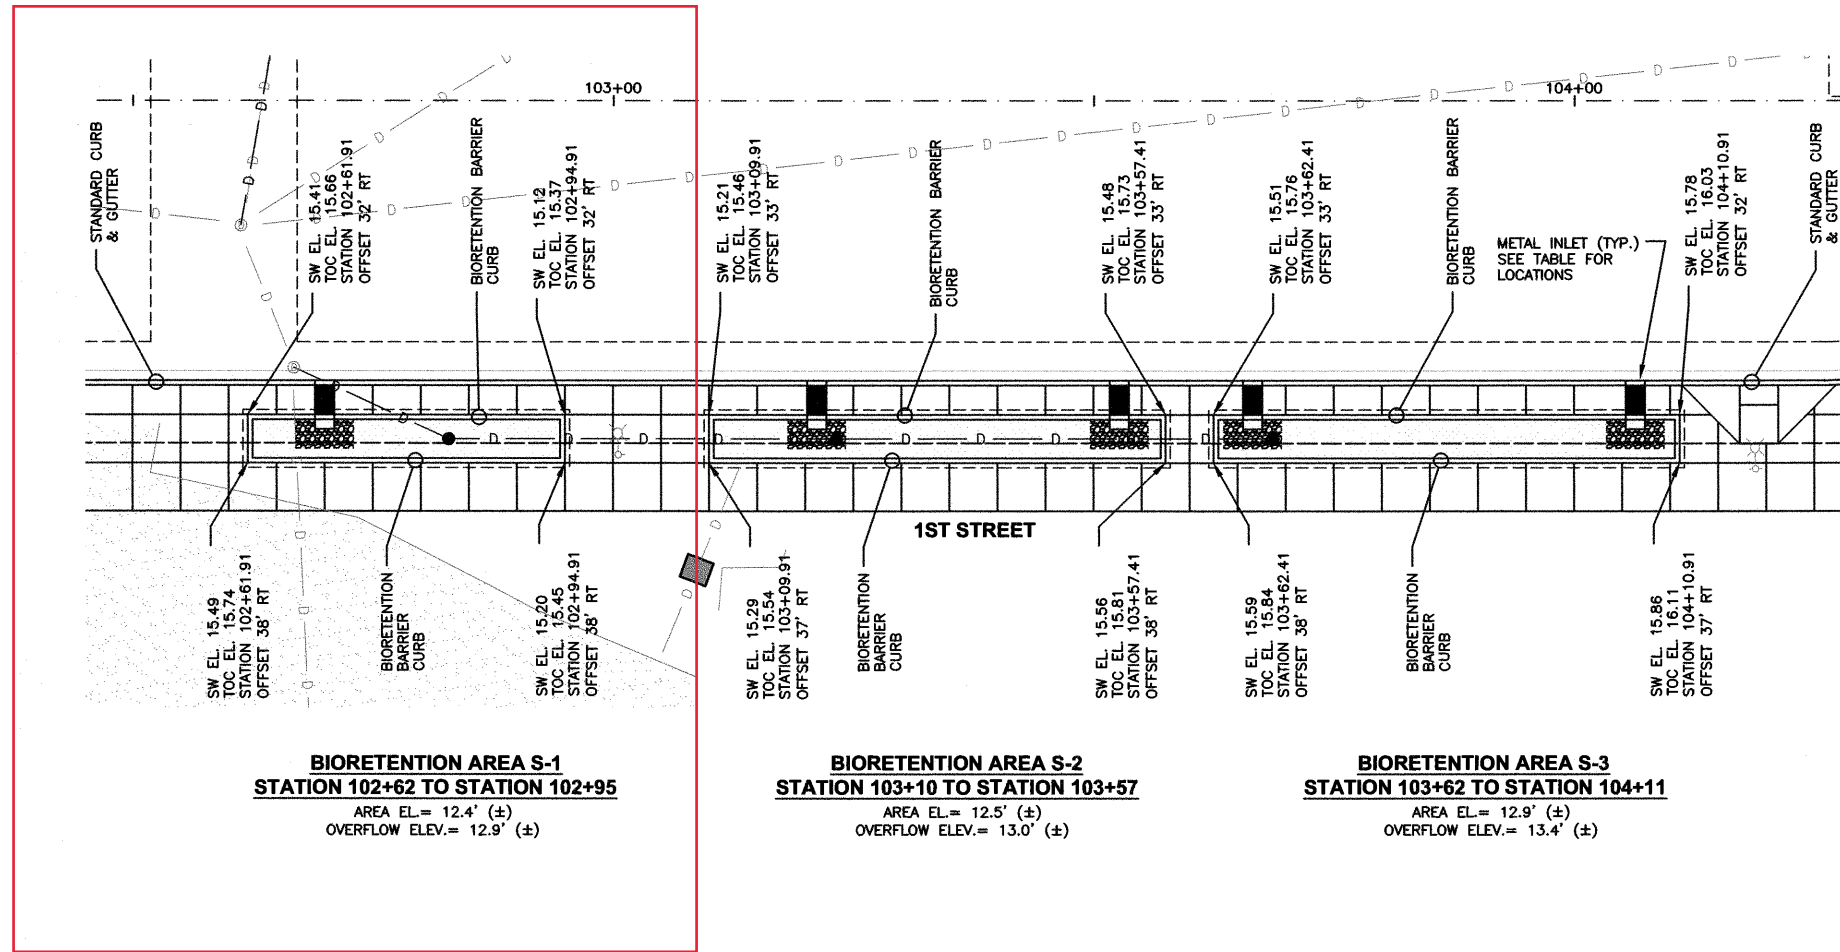 103+00
104+00
STANDARD CURB
& GUTTER
SW EL. 15.41
TOC EL. 15.66
STATION 102+61.91
OFFSET 32' RT
BIORETENTION BARRIER
CURB
SW EL. 15.12
TOC EL. 15.37
STATION 102+94.91
OFFSET 32' RT
SW EL. 15.21
TOC EL. 15.46
STATION 103+09.91
OFFSET 33' RT
BIORETENTION BARRIER
CURB
SW EL. 15.48
TOC EL. 15.73
STATION 103+57.41
OFFSET 33' RT
SW EL. 15.51
TOC EL. 15.76
STATION 103+62.41
OFFSET 33' RT
BIORETENTION BARRIER
CURB
METAL INLET (TYP.)
SEE TABLE FOR
LOCATIONS
SW EL. 15.78
TOC EL. 16.03
STATION 104+10.91
OFFSET 32' RT
STANDARD CURB
& GUTTER
1ST STREET
SW EL. 15.49
TOC EL. 15.74
STATION 102+61.91
OFFSET 38' RT
BIORETENTION
BARRIER
CURB
SW EL. 15.20
TOC EL. 15.45
STATION 102+94.91
OFFSET 38' RT
SW EL. 15.29
TOC EL. 15.54
STATION 103+09.91
OFFSET 37' RT
BIORETENTION
BARRIER
CURB
SW EL. 15.56
TOC EL. 15.81
STATION 103+57.41
OFFSET 38' RT
SW EL. 15.59
TOC EL. 15.84
STATION 103+62.41
OFFSET 38' RT
BIORETENTION
BARRIER
CURB
SW EL. 15.86
TOC EL. 16.11
STATION 104+10.91
OFFSET 37' RT
BIORETENTION AREA S-1
STATION 102+62 TO STATION 102+95
AREA EL.= 12.4' (±)
OVERFLOW ELEV.= 12.9' (±)
BIORETENTION AREA S-2
STATION 103+10 TO STATION 103+57
AREA EL.= 12.5' (±)
OVERFLOW ELEV.= 13.0' (±)
BIORETENTION AREA S-3
STATION 103+62 TO STATION 104+11
AREA EL.= 12.9' (±)
OVERFLOW ELEV.= 13.4' (±)